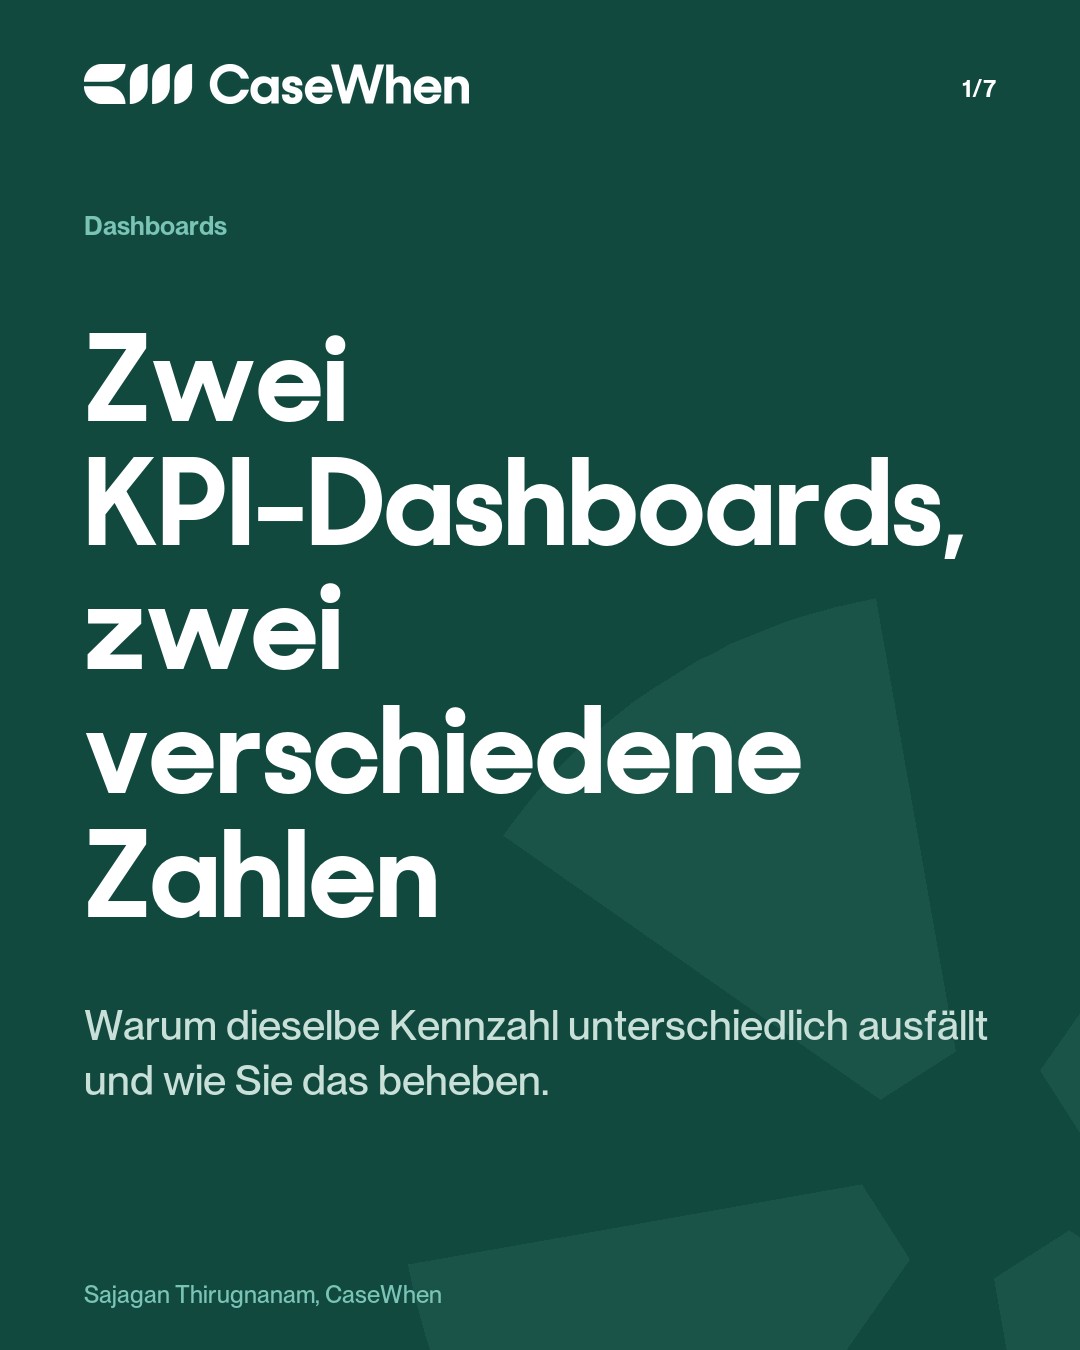 CaseWhen
1/7
Dashboards
Zwei
KPI-Dashboards,
zwei
verschiedene
Zahlen
Warum dieselbe Kennzahl unterschiedlich ausfällt
und wie Sie das beheben.
Sajagan Thirugnanam, CaseWhen